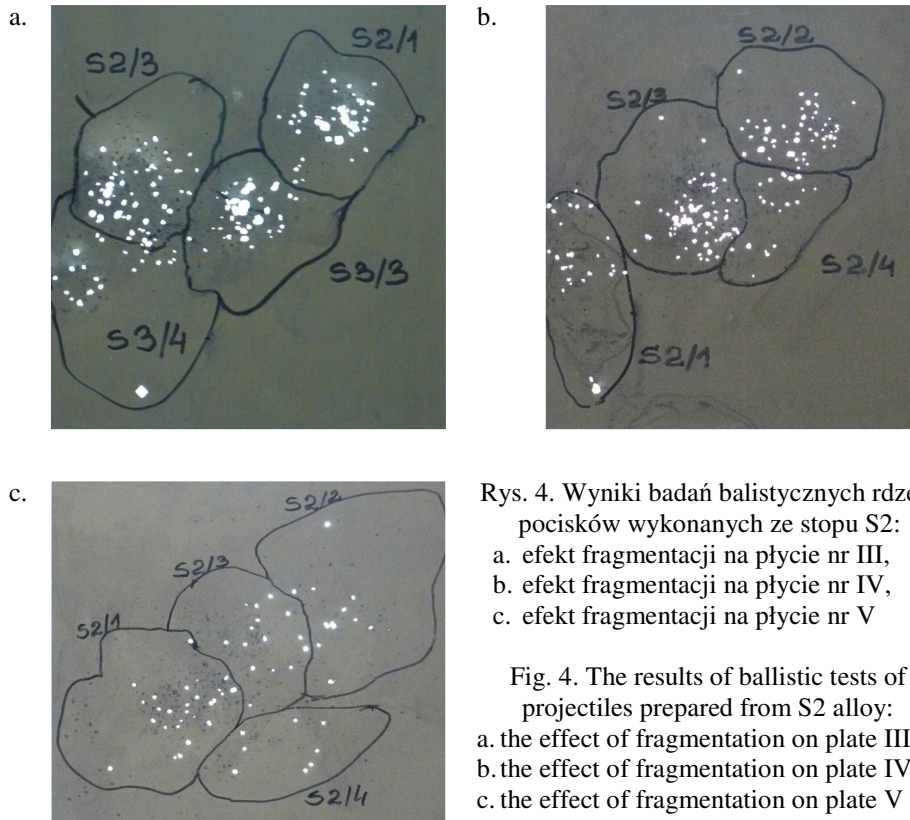 a.
S2/3
S2/1
S3/3
S3/4
b.
S2/2
S2/3
S2/4
S2/1
c.
S2/2
S2/3
S2/1
S2/4
Rys. 4. Wyniki badań balistycznych rdze
pocisków wykonanych ze stopu S2:
a. efekt fragmentacji na płycie nr III,
b. efekt fragmentacji na płycie nr IV,
c. efekt fragmentacji na płycie nr V
Fig. 4. The results of ballistic tests of
projectiles prepared from S2 alloy:
a. the effect of fragmentation on plate III
b. the effect of fragmentation on plate IV
c. the effect of fragmentation on plate V